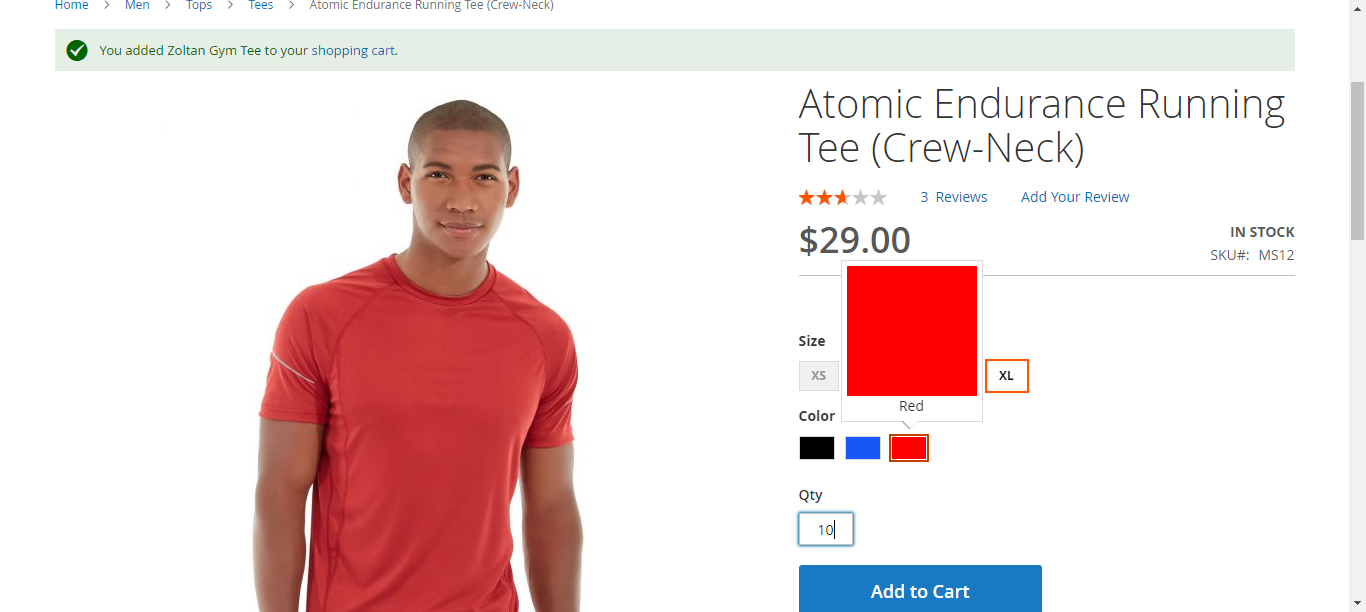 Home > Men > Tops > Tees > Atomic Endurance Running Tee (Crew-Neck)
You added Zoltan Gym Tee to your shopping cart.
Atomic Endurance Running
Tee (Crew-Neck)
3 Reviews Add Your Review
$29.00
IN STOCK
SKU#: MS12
Size
XS
XL
Red
Color
Qty
10
Add to Cart